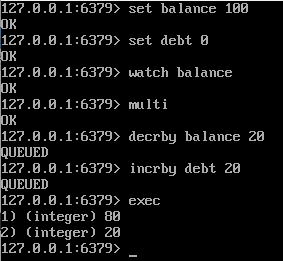 127.0.0.1:6379> set balance 100
OK
127.0.0.1:6379> set debt 0
OK
127.0.0.1:6379> watch balance
OK
127.0.0.1:6379> multi
OK
127.0.0.1:6379> decrby balance 20
QUEUED
127.0.0.1:6379> incrby debt 20
QUEUED
127.0.0.1:6379> exec
1) (integer) 80
2) (integer) 20
127.0.0.1:6379> _